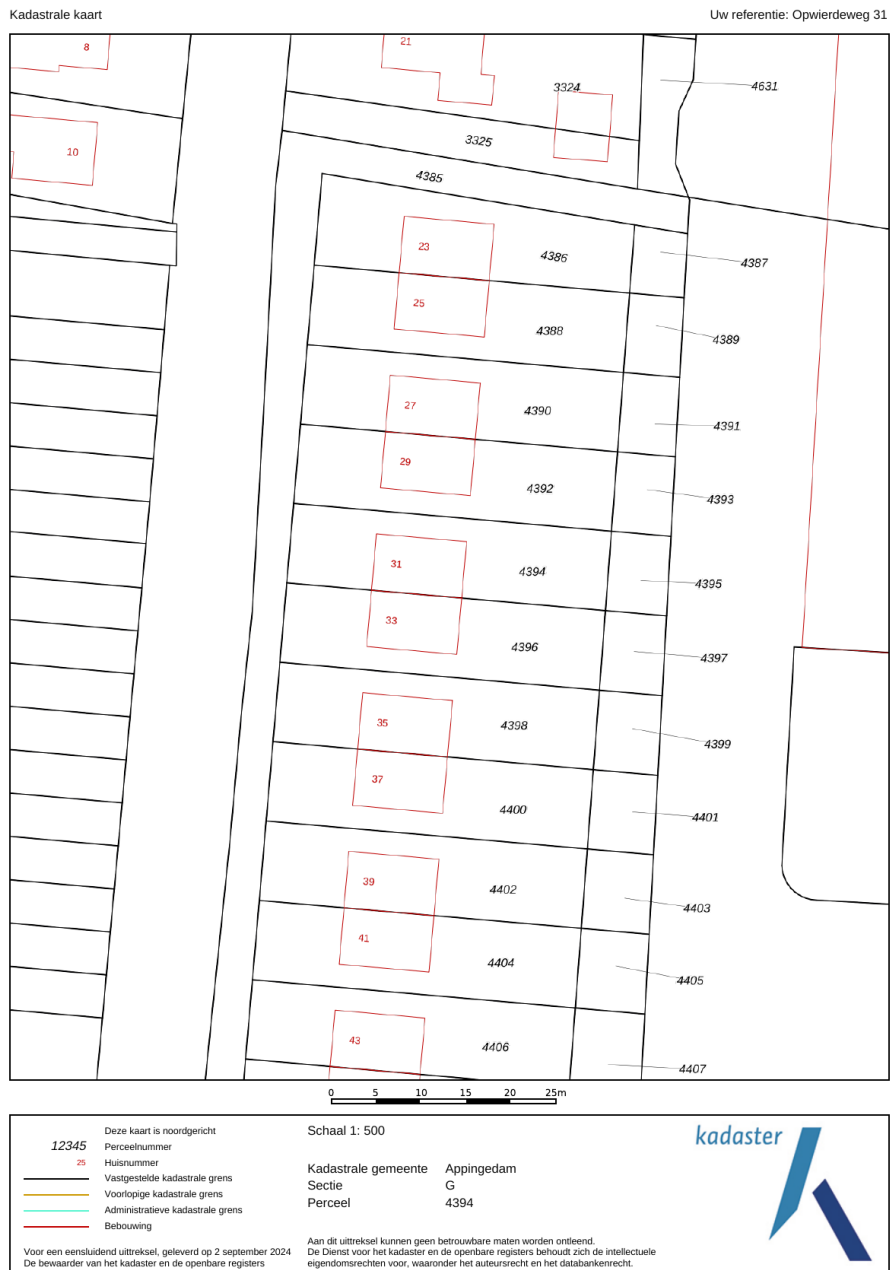 Kadastrale kaart
Uw referentie: Opwierdeweg 31
8
21
3324
4631
10
3325
4385
23
4386
4387
25
4388
4389
27
4390
4391
29
4392
4393
31
4394
4395
33
4396
4397
35
4398
4399
37
4400
4401
39
4402
4403
41
4404
4405
43
4406
4407
0 5 10 15 20 25m
Deze kaart is noordgericht
12345 Perceelnummer
25 Huisnummer
Vastgestelde kadastrale grens
Voorlopige kadastrale grens
Administratieve kadastrale grens
Bebouwing
Voor een eensluidend uittreksel, geleverd op 2 september 2024
De bewaarder van het kadaster en de openbare registers
Schaal 1: 500
Kadastrale gemeente Appingedam
Sectie G
Perceel 4394
Aan dit uittreksel kunnen geen betrouwbare maten worden ontleend.
De Dienst voor het kadaster en de openbare registers behoudt zich de intellectuele
eigendomsrechten voor, waaronder het auteursrecht en het databankenrecht.
kadaster